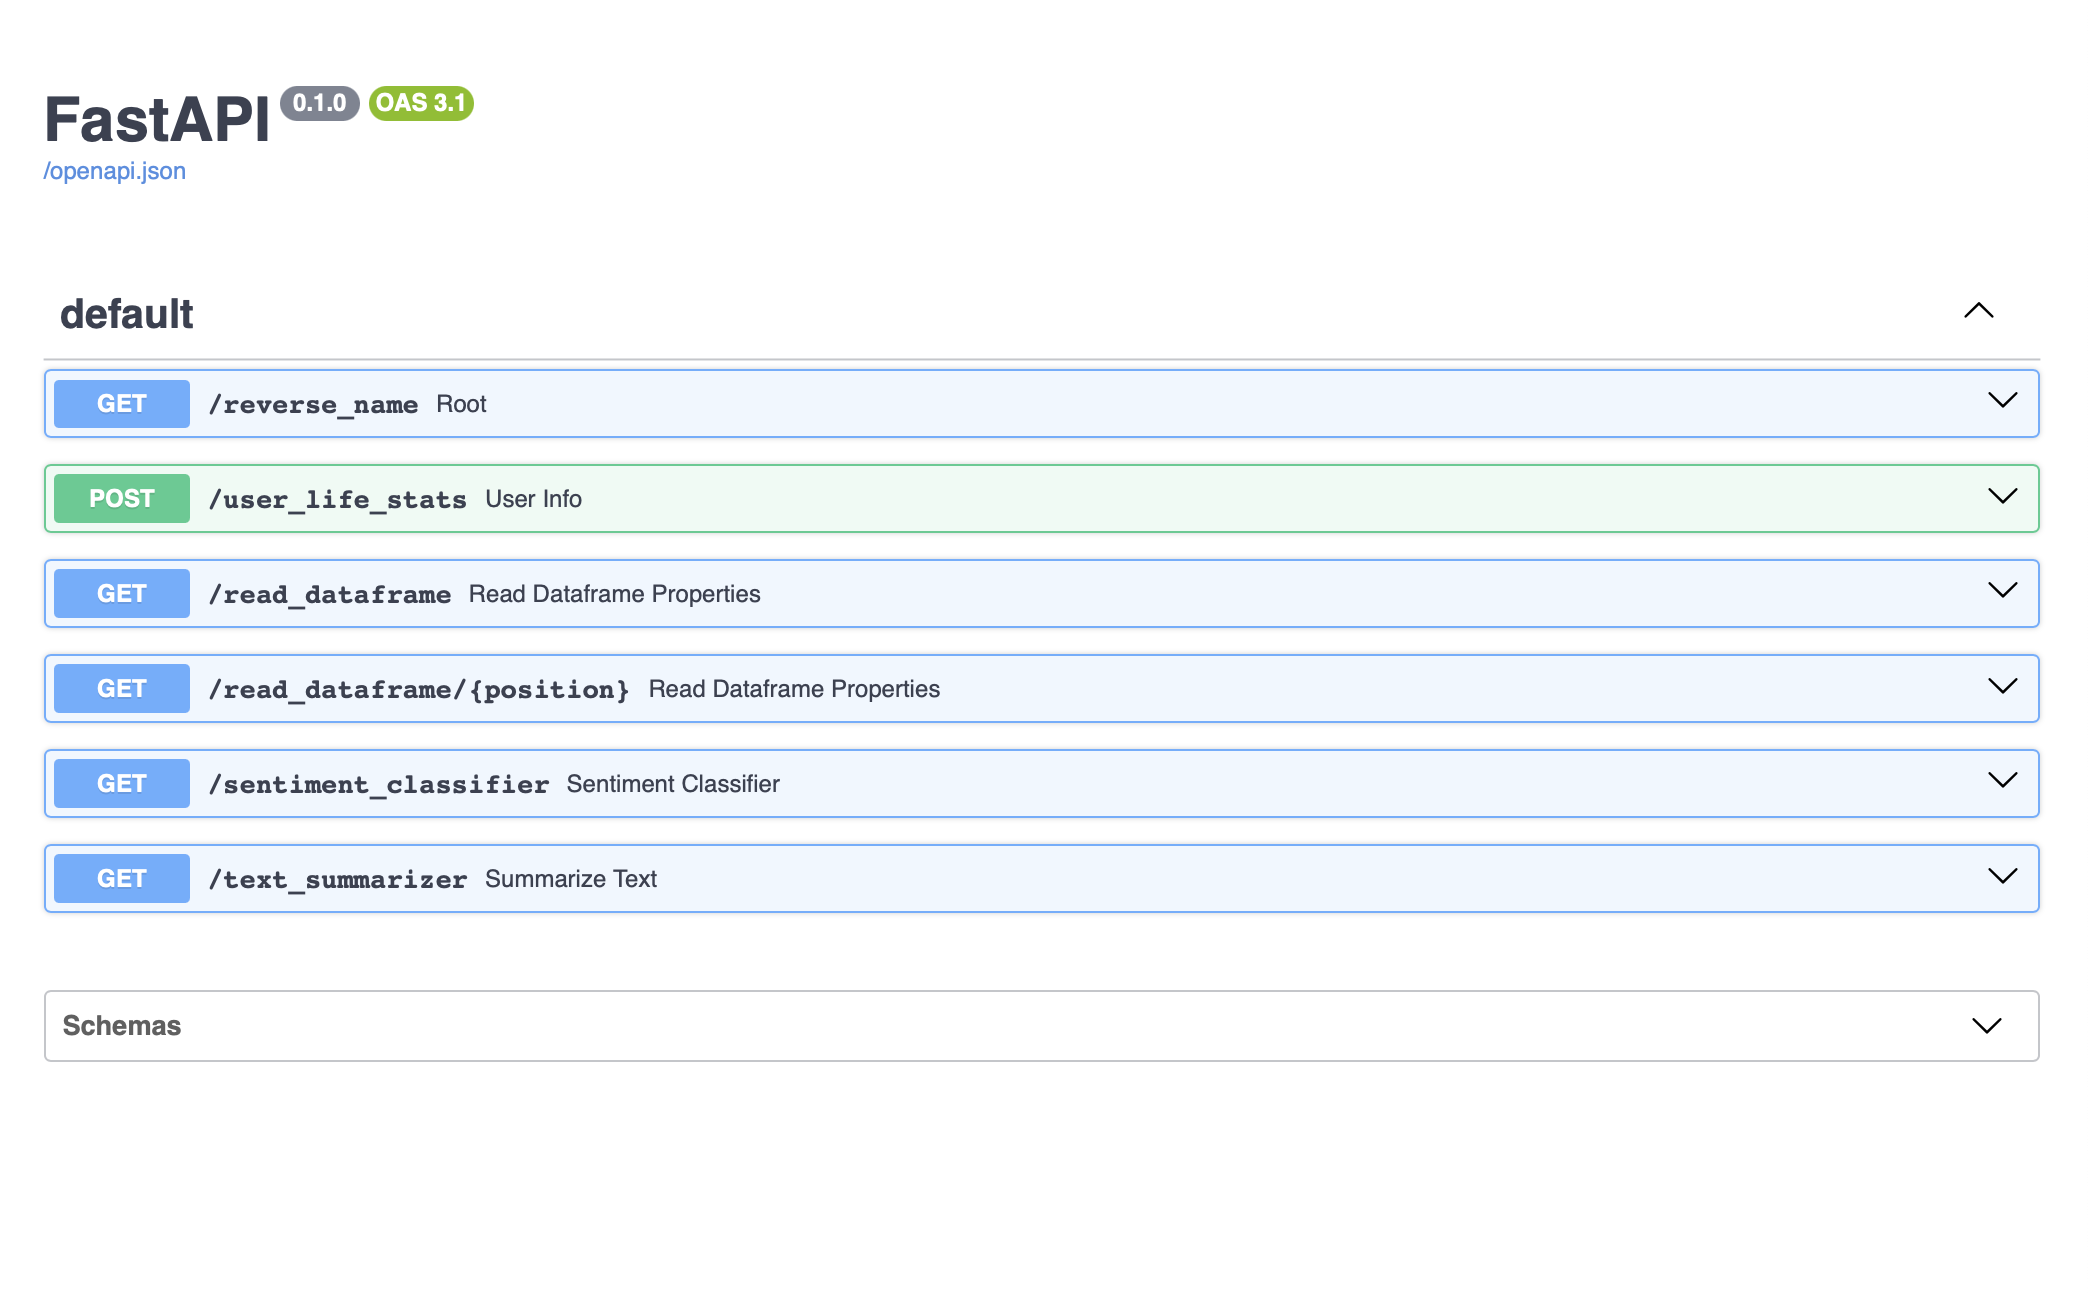 FastAPI 0.1.0 OAS 3.1
/openapi.json
default
GET /reverse_name Root
POST /user_life_stats User Info
GET /read_dataframe Read Dataframe Properties
GET /read_dataframe/{position} Read Dataframe Properties
GET /sentiment_classifier Sentiment Classifier
GET /text_summarizer Summarize Text
Schemas